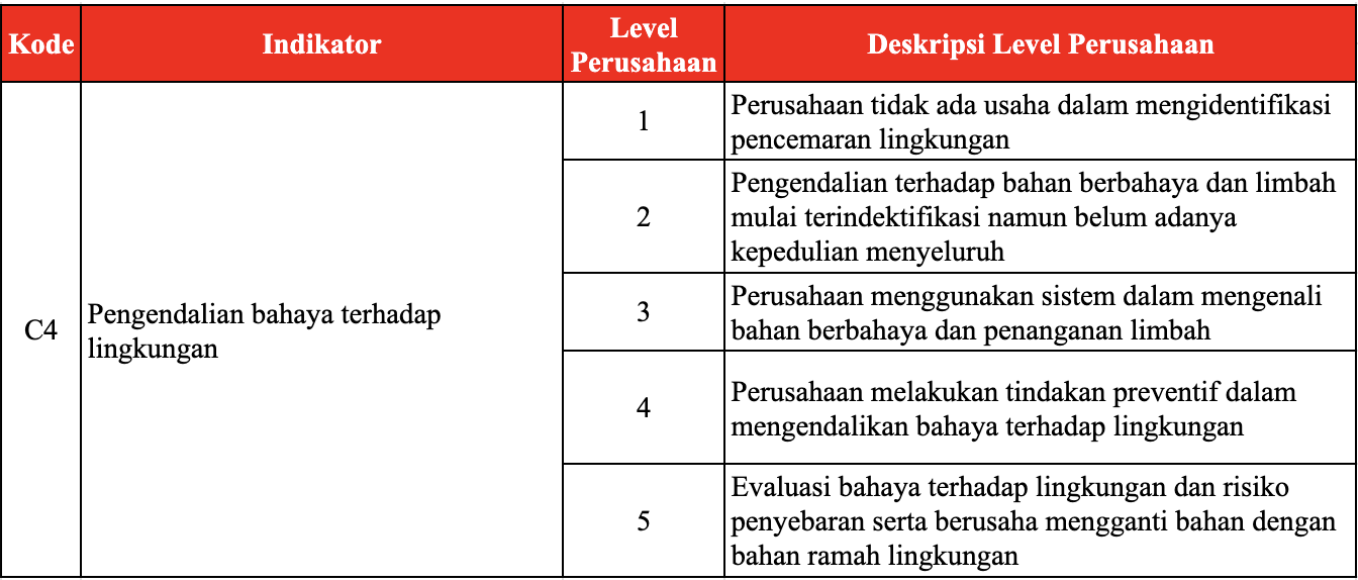 Kode
Indikator
Level
Perusahaan
Deskripsi Level Perusahaan
C4
Pengendalian bahaya terhadap
lingkungan
1
Perusahaan tidak ada usaha dalam mengidentifikasi
pencemaran lingkungan
2
Pengendalian terhadap bahan berbahaya dan limbah
mulai terindektifikasi namun belum adanya
kepedulian menyeluruh
3
Perusahaan menggunakan sistem dalam mengenali
bahan berbahaya dan penanganan limbah
4
Perusahaan melakukan tindakan preventif dalam
mengendalikan bahaya terhadap lingkungan
5
Evaluasi bahaya terhadap lingkungan dan risiko
penyebaran serta berusaha mengganti bahan dengan
bahan ramah lingkungan